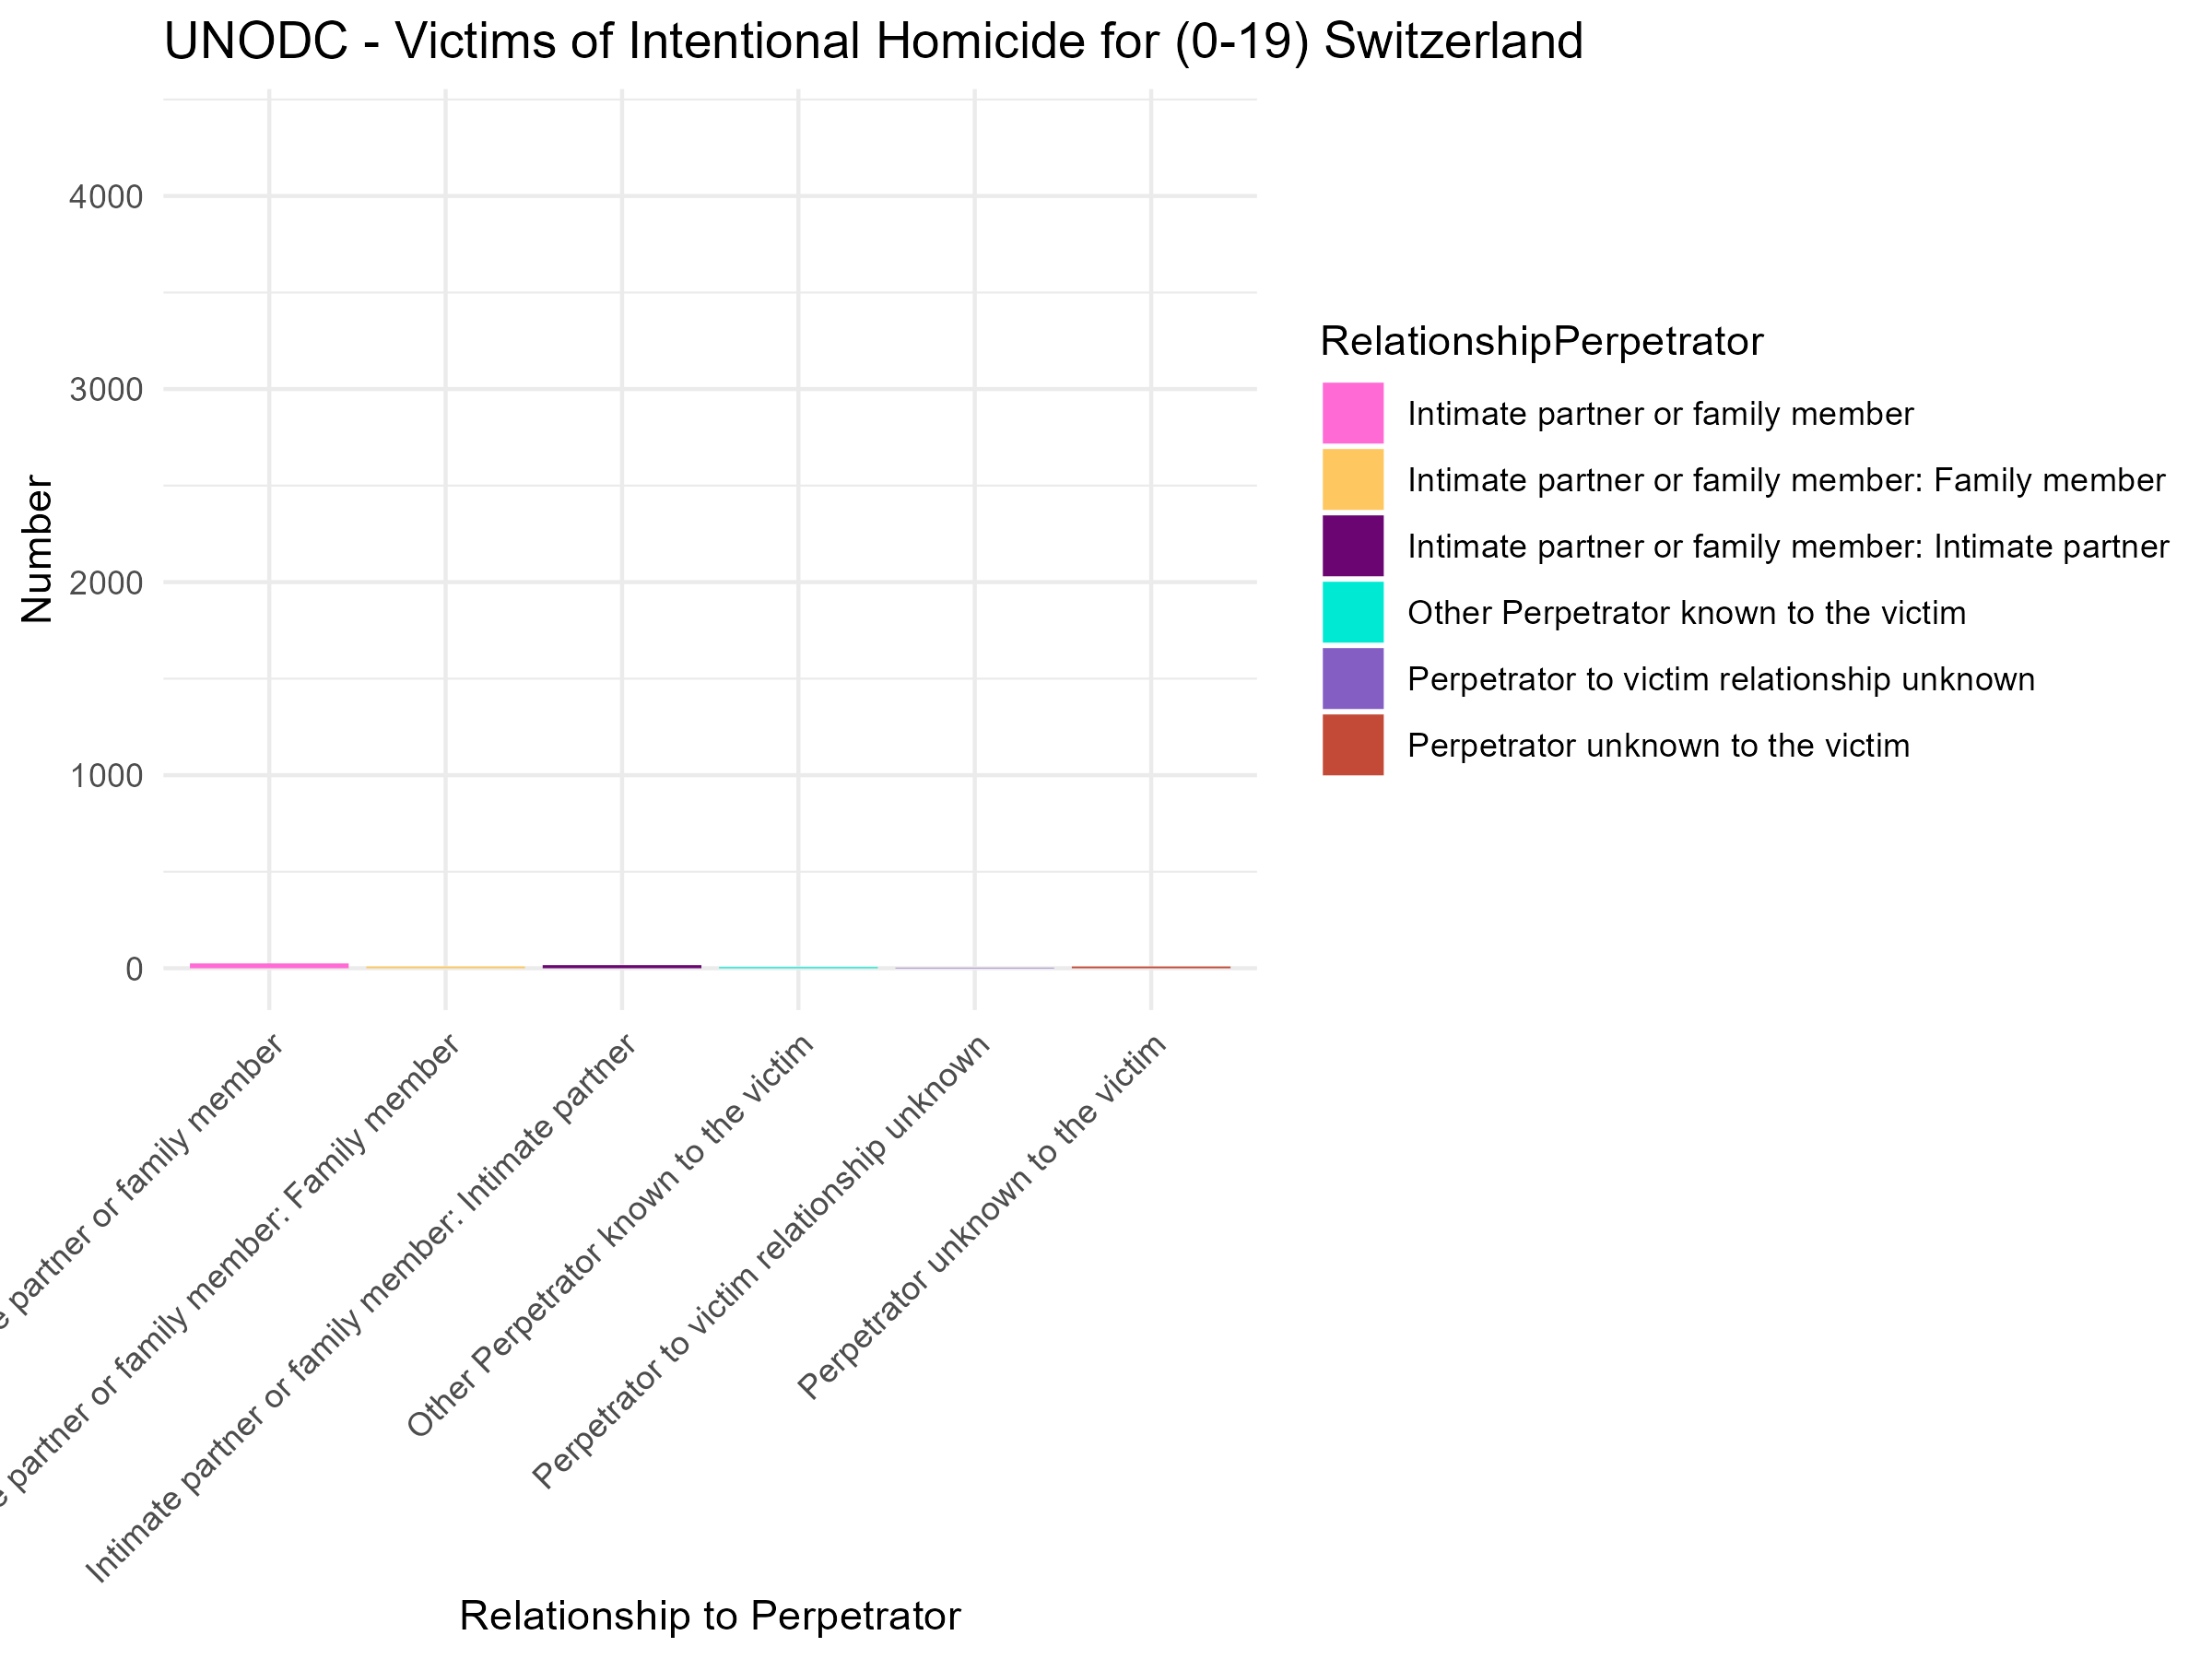 UNODC - Victims of Intentional Homicide for (0-19) Switzerland
Number
4000
3000
2000
1000
0
partner or family member
partner or family member: Family member
Intimate partner or family member: Intimate partner
Other Perpetrator known to the victim
Perpetrator to victim relationship unknown
Perpetrator unknown to the victim
Relationship to Perpetrator
RelationshipPerpetrator
Intimate partner or family member
Intimate partner or family member: Family member
Intimate partner or family member: Intimate partner
Other Perpetrator known to the victim
Perpetrator to victim relationship unknown
Perpetrator unknown to the victim